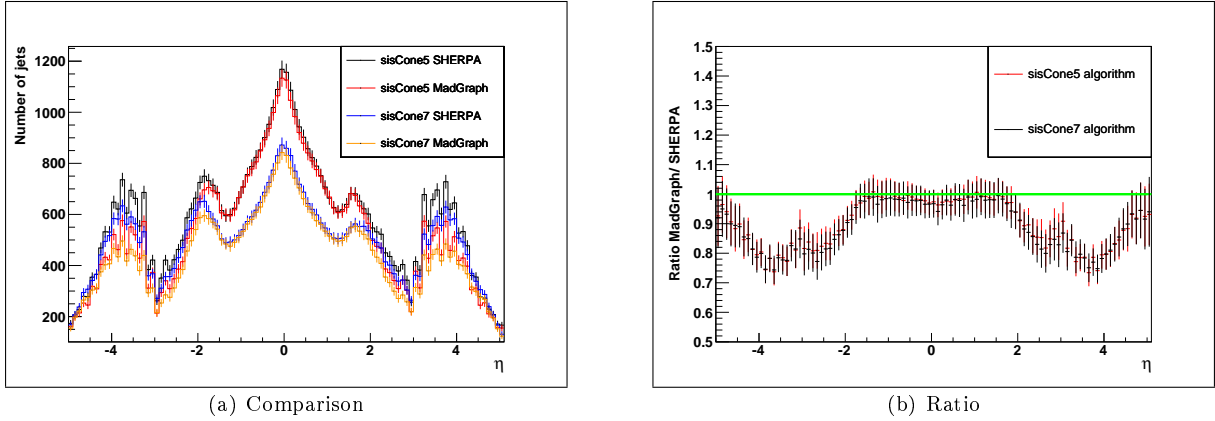 Number of jets
1200
1000
800
600
400
200
-4
-2
0
2
4
η
sisCone5 SHERPA
sisCone5 MadGraph
sisCone7 SHERPA
sisCone7 MadGraph
(a) Comparison
Ratio MadGraph/ SHERPA
1.5
1.4
1.3
1.2
1.1
1
0.9
0.8
0.7
0.6
0.5
-4
-2
0
2
4
η
sisCone5 algorithm
sisCone7 algorithm
(b) Ratio